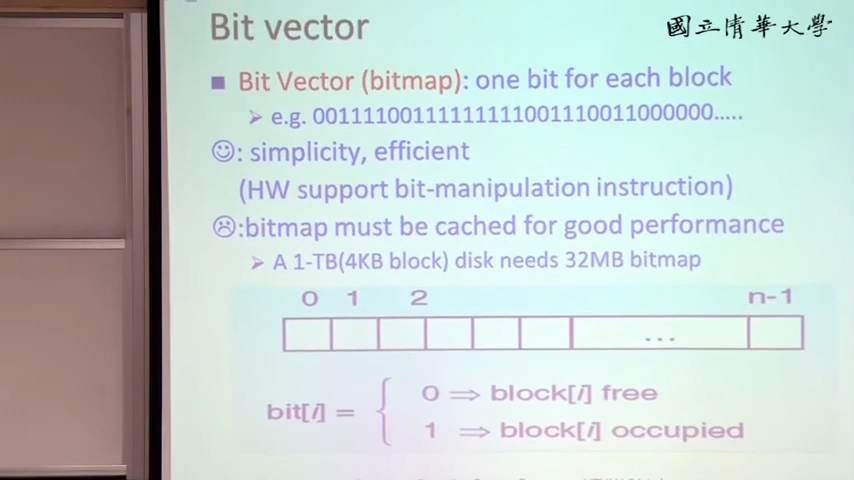 Bit vector
國立清華大學
■ Bit Vector (bitmap): one bit for each block
➢ e.g. 00111100111111111100111001100000​0.....
☺: simplicity, efficient
(HW support bit-manipulation instruction)
☹:bitmap must be cached for good performance
➢ A 1-TB(4KB block) disk needs 32MB bitmap
0 1 2 n-1
...
bit[i] = { 0 ⇒ block[i] free
1 ⇒ block[i] occupied